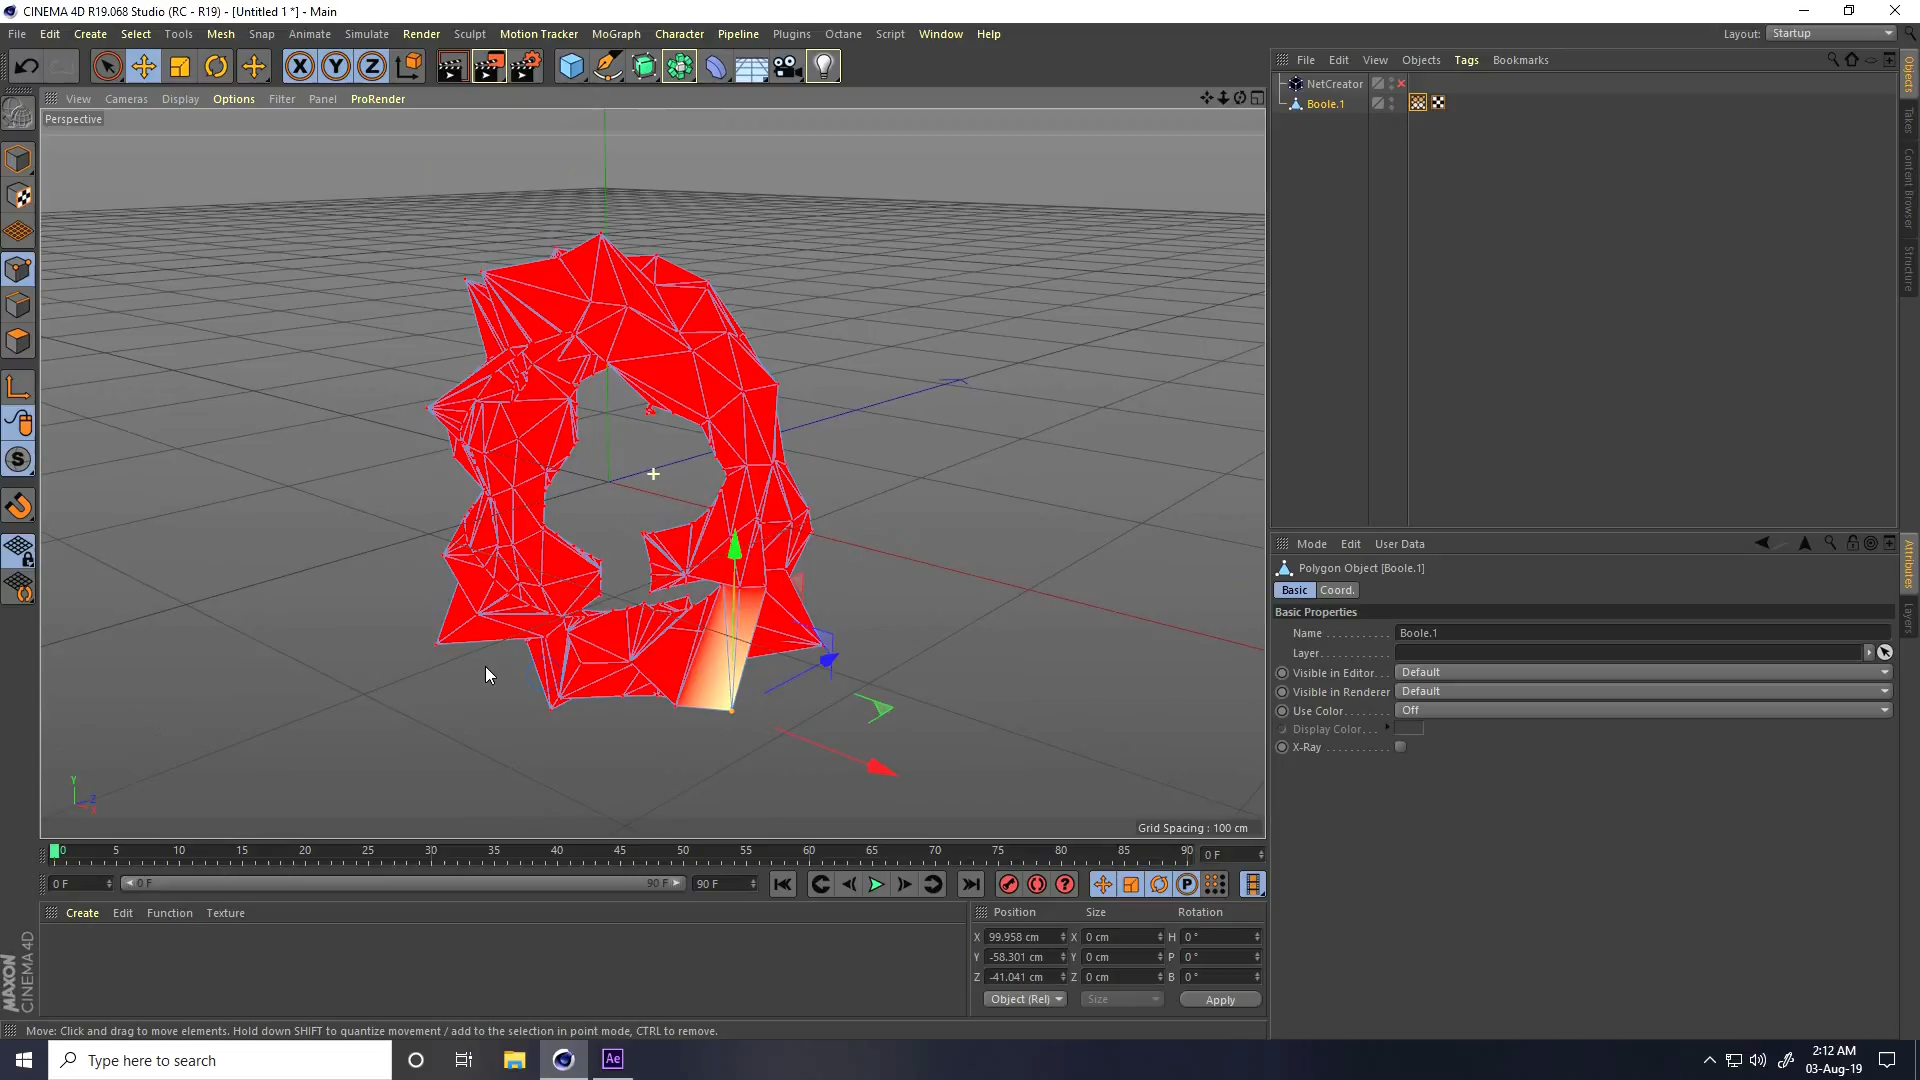 CINEMA 4D R19.068 Studio (RC - R19) - [Untitled 1 *] - Main
File Edit Create Select Tools Mesh Snap Animate Simulate Render Sculpt Motion Tracker MoGraph Character Pipeline Plugins Octane Script Window Help Layout: Startup
View Cameras Display Options Filter Panel ProRender
Perspective
File Edit View Objects Tags Bookmarks
NetCreator
Boole.1
Objects
Takes
Content Browser
Structure
Mode Edit User Data
Polygon Object [Boole.1]
Basic Coord.
Basic Properties
Name Boole.1
Layer
Visible in Editor Default
Visible in Renderer Default
Use Color Off
Display Color
X-Ray
Attributes
Layers
Y
Z
X
Grid Spacing : 100 cm
0 5 10 15 20 25 30 35 40 45 50 55 60 65 70 75 80 85 90 0 F
0 F 0 F 90 F 90 F
Create Edit Function Texture
Position Size Rotation
X 99.958 cm X 0 cm H 0 °
Y -58.301 cm Y 0 cm P 0 °
Z -41.041 cm Z 0 cm B 0 °
Object (Rel) Size Apply
MAXON
CINEMA 4D
Move: Click and drag to move elements. Hold down SHIFT to quantize movement / add to the selection in point mode, CTRL to remove.
Type here to search
Ae
2:12 AM
03-Aug-19